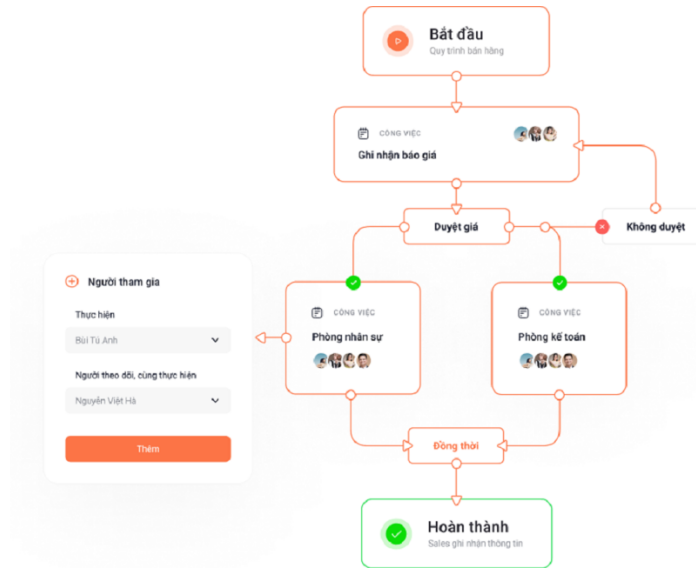 Bắt đầu
Quy trình bán hàng
CÔNG VIỆC
Ghi nhận báo giá
Duyệt giá
Không duyệt
Người tham gia
Thực hiện
Bùi Tú Anh
Người theo dõi, cùng thực hiện
Nguyễn Việt Hà
Thêm
CÔNG VIỆC
Phòng nhân sự
CÔNG VIỆC
Phòng kế toán
Đồng thời
Hoàn thành
Sales ghi nhận thông tin